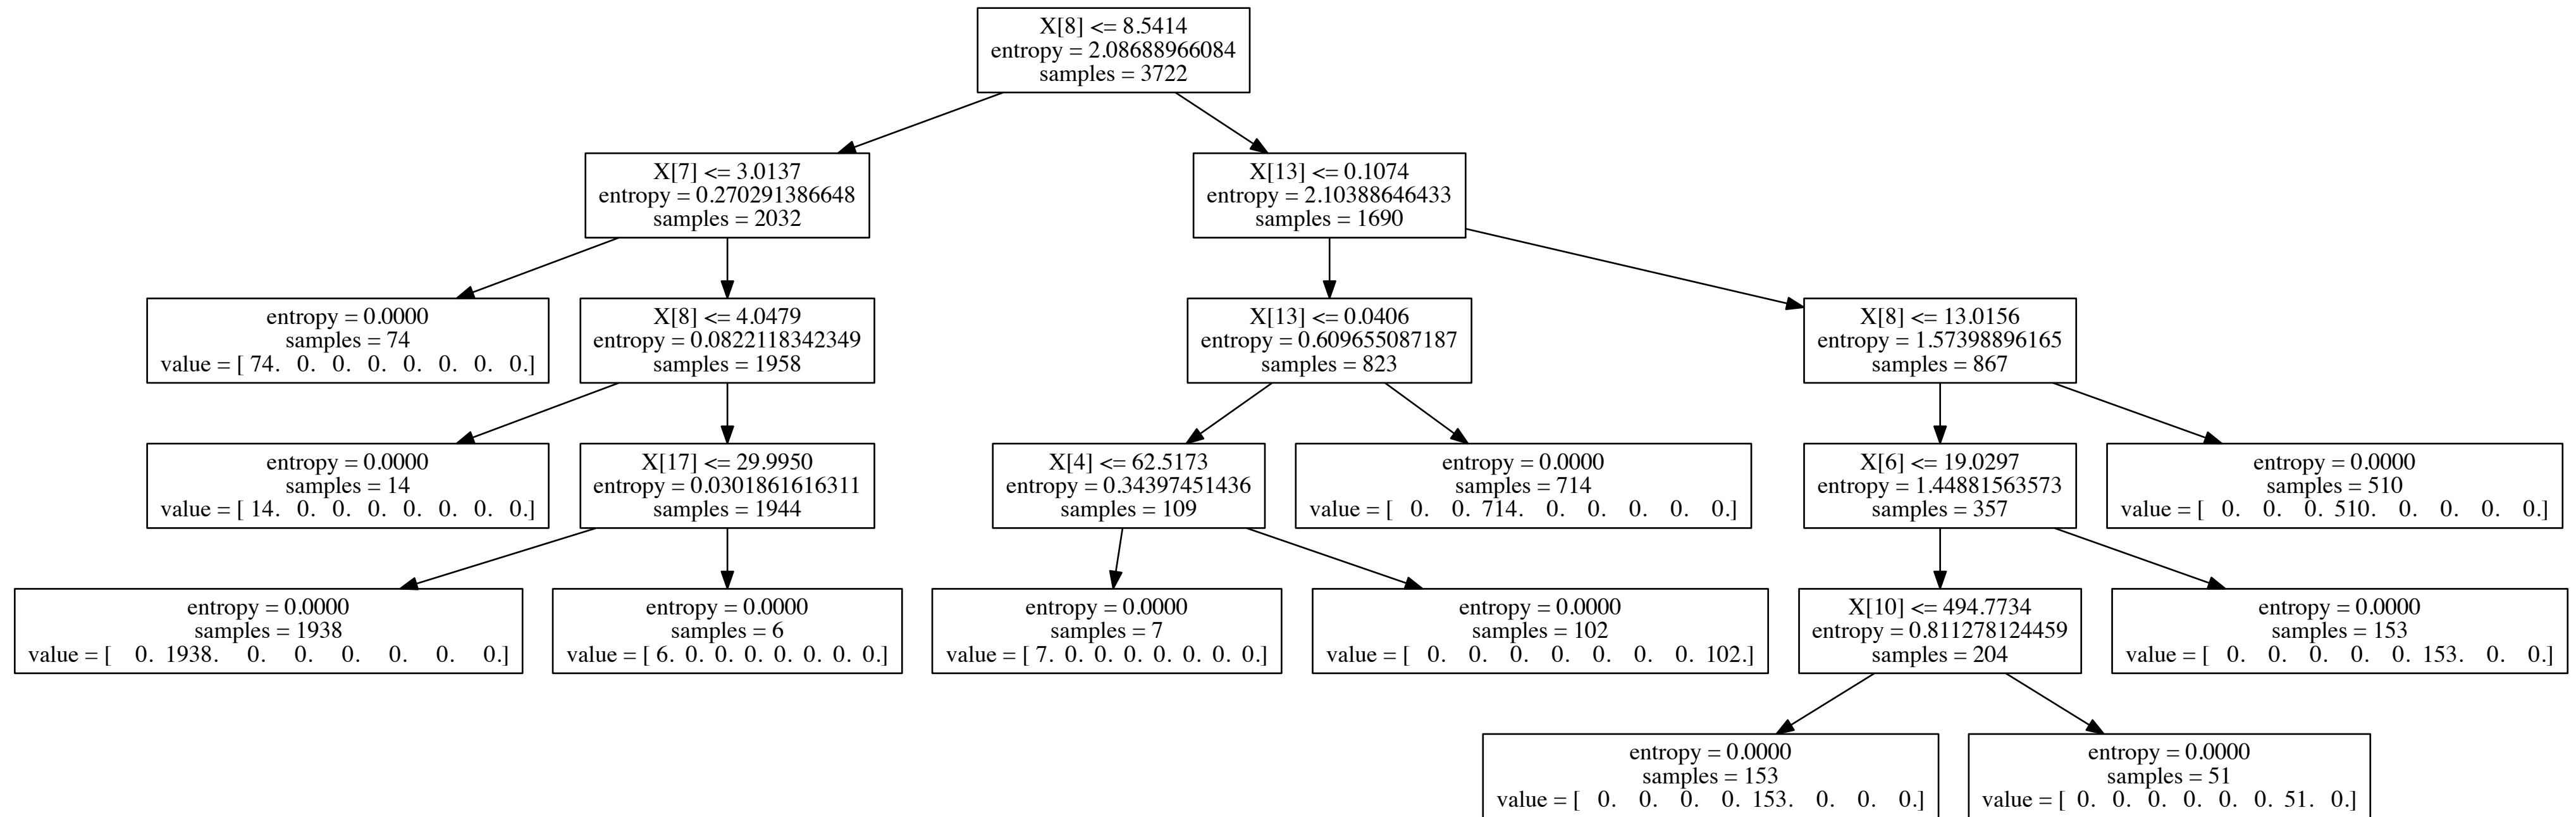 X[8] <= 8.5414
entropy = 2.08688966084
samples = 3722
X[7] <= 3.0137
entropy = 0.270291386648
samples = 2032
X[13] <= 0.1074
entropy = 2.10388646433
samples = 1690
entropy = 0.0000
samples = 74
value = [ 74. 0. 0. 0. 0. 0. 0. 0.]
X[8] <= 4.0479
entropy = 0.0822118342349
samples = 1958
X[13] <= 0.0406
entropy = 0.609655087187
samples = 823
X[8] <= 13.0156
entropy = 1.57398896165
samples = 867
entropy = 0.0000
samples = 14
value = [ 14. 0. 0. 0. 0. 0. 0. 0.]
X[17] <= 29.9950
entropy = 0.0301861616311
samples = 1944
X[4] <= 62.5173
entropy = 0.34397451436
samples = 109
entropy = 0.0000
samples = 714
value = [ 0. 0. 714. 0. 0. 0. 0. 0.]
X[6] <= 19.0297
entropy = 1.44881563573
samples = 357
entropy = 0.0000
samples = 510
value = [ 0. 0. 0. 510. 0. 0. 0. 0.]
entropy = 0.0000
samples = 1938
value = [ 0. 1938. 0. 0. 0. 0. 0. 0.]
entropy = 0.0000
samples = 6
value = [ 6. 0. 0. 0. 0. 0. 0. 0.]
entropy = 0.0000
samples = 7
value = [ 7. 0. 0. 0. 0. 0. 0. 0.]
entropy = 0.0000
samples = 102
value = [ 0. 0. 0. 0. 0. 0. 0. 102.]
X[10] <= 494.7734
entropy = 0.811278124459
samples = 204
entropy = 0.0000
samples = 153
value = [ 0. 0. 0. 0. 0. 153. 0. 0.]
entropy = 0.0000
samples = 153
value = [ 0. 0. 0. 0. 153. 0. 0. 0.]
entropy = 0.0000
samples = 51
value = [ 0. 0. 0. 0. 0. 0. 51. 0.]